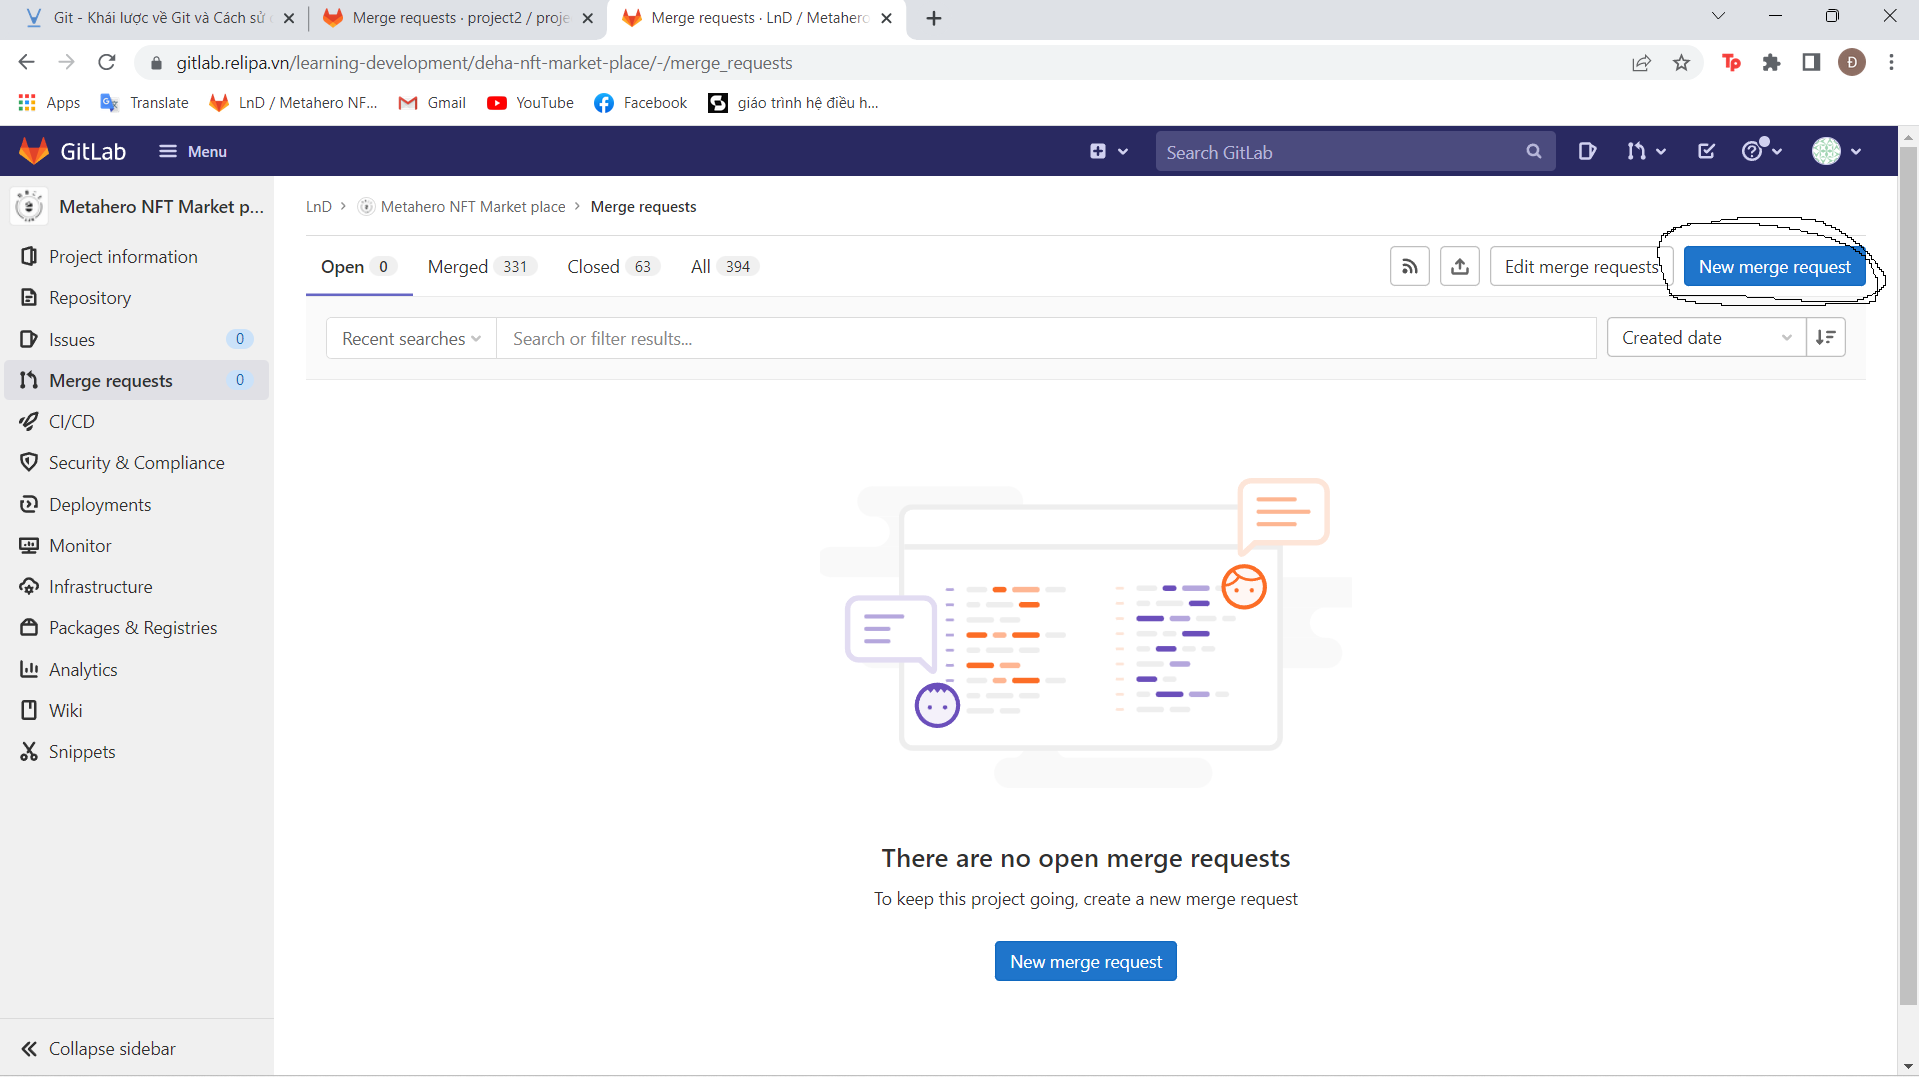 Git - Khái lược về Git và Cách sử
Merge requests · project2 / proje
Merge requests · LnD / Metahero
gitlab.relipa.vn/learning-development/deha-nft-market-place/-/merge_requests
Tp
Đ
Apps
Translate
LnD / Metahero NF...
Gmail
YouTube
Facebook
giáo trình hệ điều h...
GitLab
Menu
Search GitLab
Metahero NFT Market p...
Project information
Repository
Issues 0
Merge requests 0
CI/CD
Security & Compliance
Deployments
Monitor
Infrastructure
Packages & Registries
Analytics
Wiki
Snippets
Collapse sidebar
LnD › Metahero NFT Market place › Merge requests
Open 0 Merged 331 Closed 63 All 394
Edit merge requests
New merge request
Recent searches
Search or filter results...
Created date
There are no open merge requests
To keep this project going, create a new merge request
New merge request